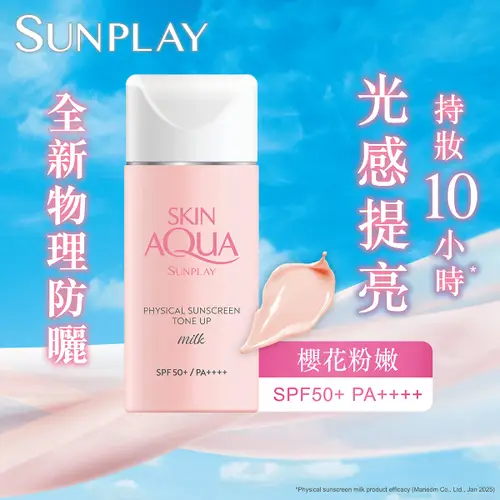 SUNPLAY
全新物理防曬
光感提亮
持妝10小時*
SKIN
AQUA
SUNPLAY
PHYSICAL SUNSCREEN
TONE UP
milk
SPF50+ / PA++++
櫻花粉嫩
SPF50+ PA++++
*Physical sunscreen milk product efficacy (Maneom Co., Ltd., Jan 2025)